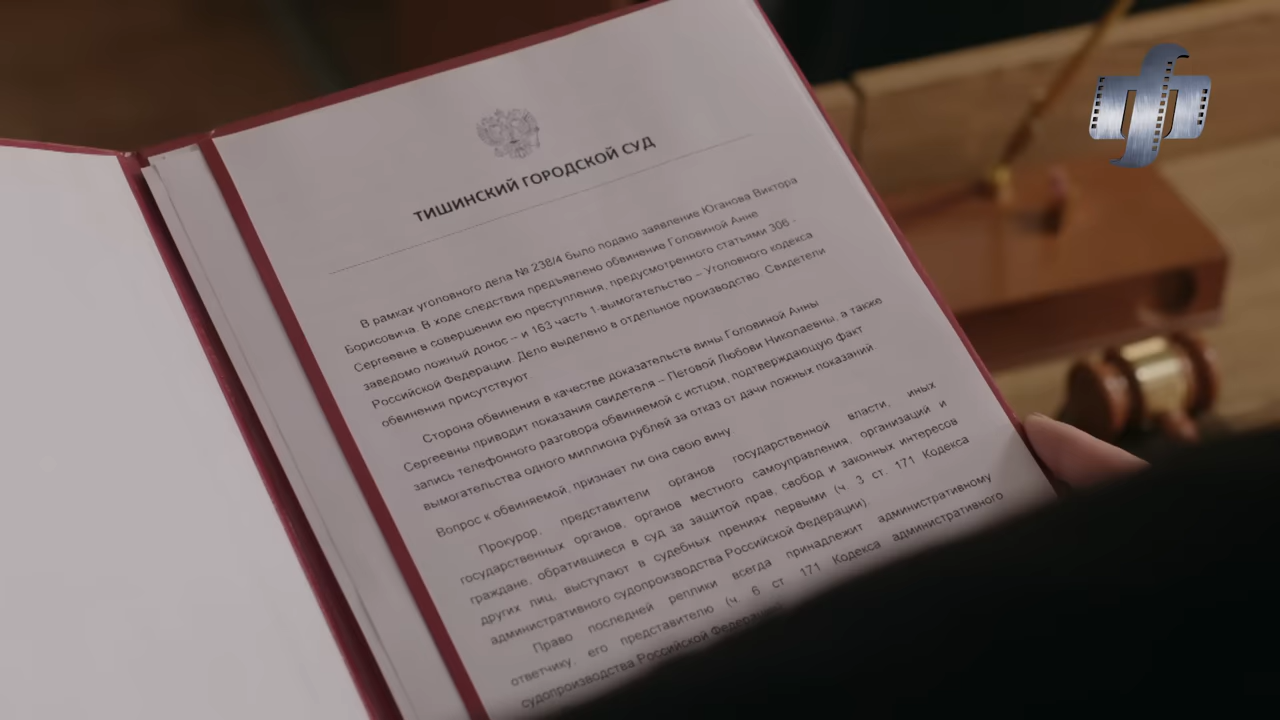 ТИШИНСКИЙ ГОРОДСКОЙ СУД
В рамках уголовного дела № 238/4 было подано заявление Юганова Виктора
Борисовича. В ходе следствия предъявлено обвинение Головиной Анне
Сергеевне в совершении ею преступления, предусмотренного статьями 306 -
заведомо ложный донос – и 163 часть 1-вымогательство – Уголовного кодекса
Российской Федерации. Дело выделено в отдельное производство. Свидетели
обвинения присутствуют
Сторона обвинения в качестве доказательств вины Головиной Анны
Сергеевны приводит показания свидетеля – Пеговой Любови Николаевны, а также
запись телефонного разговора обвиняемой с истцом, подтверждающую факт
вымогательства одного миллиона рублей за отказ от дачи ложных показаний
Вопрос к обвиняемой, признает ли она свою вину
Прокурор, представители органов государственной власти, иных
государственных органов, органов местного самоуправления, организаций и
граждане, обратившиеся в суд за защитой прав, свобод и законных интересов
других лиц, выступают в судебных прениях первыми (ч. 3 ст. 171 Кодекса
административного судопроизводства Российской Федерации).
Право последней реплики всегда принадлежит административному
ответчику, его представителю (ч. 6 ст 171 Кодекса административного
судопроизводства Российской Федерации)